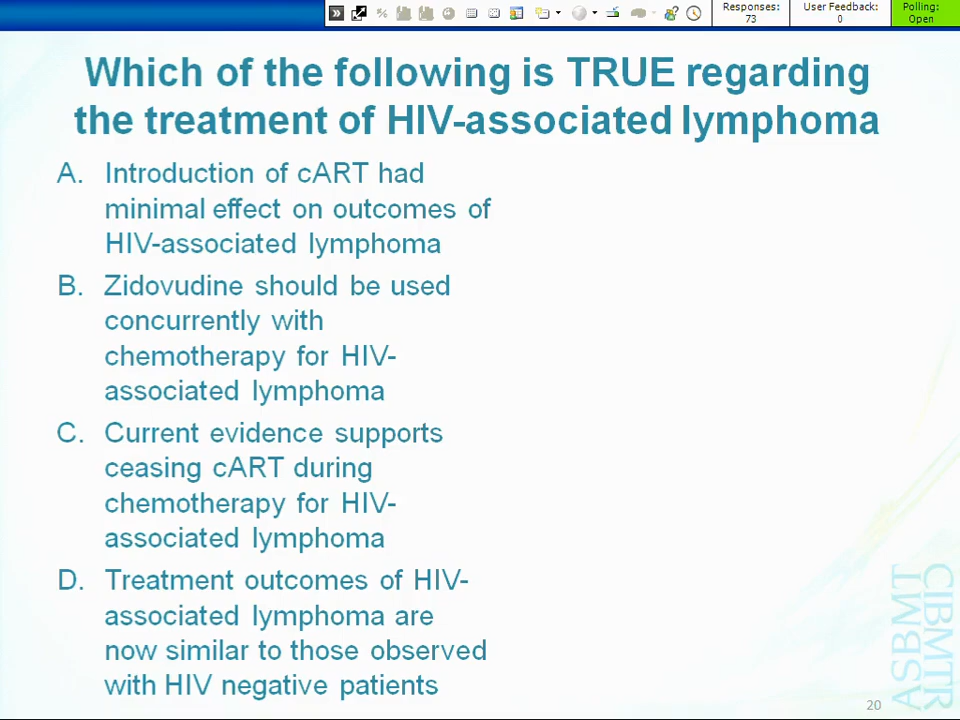 Responses:
73
User Feedback:
0
Polling:
Open
Which of the following is TRUE regarding
the treatment of HIV-associated lymphoma
A. Introduction of cART had
minimal effect on outcomes of
HIV-associated lymphoma
B. Zidovudine should be used
concurrently with
chemotherapy for HIV-
associated lymphoma
C. Current evidence supports
ceasing cART during
chemotherapy for HIV-
associated lymphoma
D. Treatment outcomes of HIV-
associated lymphoma are
now similar to those observed
with HIV negative patients
ASBMT
CIBMTR
20